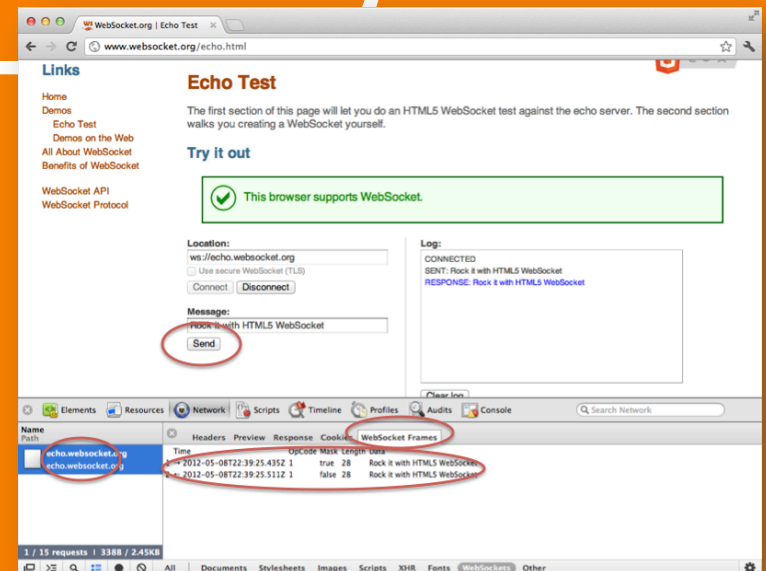 WebSocket.org | Echo Test
www.websocket.org/echo.html
Links
Home
Demos
Echo Test
Demos on the Web
All About WebSocket
Benefits of WebSocket
WebSocket API
WebSocket Protocol
Echo Test
The first section of this page will let you do an HTML5 WebSocket test against the echo server. The second section
walks you creating a WebSocket yourself.
Try it out
This browser supports WebSocket.
Location:
ws://echo.websocket.org
Use secure WebSocket (TLS)
Connect Disconnect
Message:
Rock it with HTML5 WebSocket
Send
Log:
CONNECTED
SENT: Rock it with HTML5 WebSocket
RESPONSE: Rock it with HTML5 WebSocket
Clear log
Elements Resources Network Scripts Timeline Profiles Audits Console Search Network
Name
Path
echo.websocket.org
echo.websocket.org
Headers Preview Response Cookies WebSocket Frames
Time OpCode Mask Length Data
2012-05-08T22:39:25.435Z 1 true 28 Rock it with HTML5 WebSocket
2012-05-08T22:39:25.511Z 1 false 28 Rock it with HTML5 WebSocket
1 / 15 requests | 338B / 2.45KB
All Documents Stylesheets Images Scripts XHR Fonts WebSockets Other